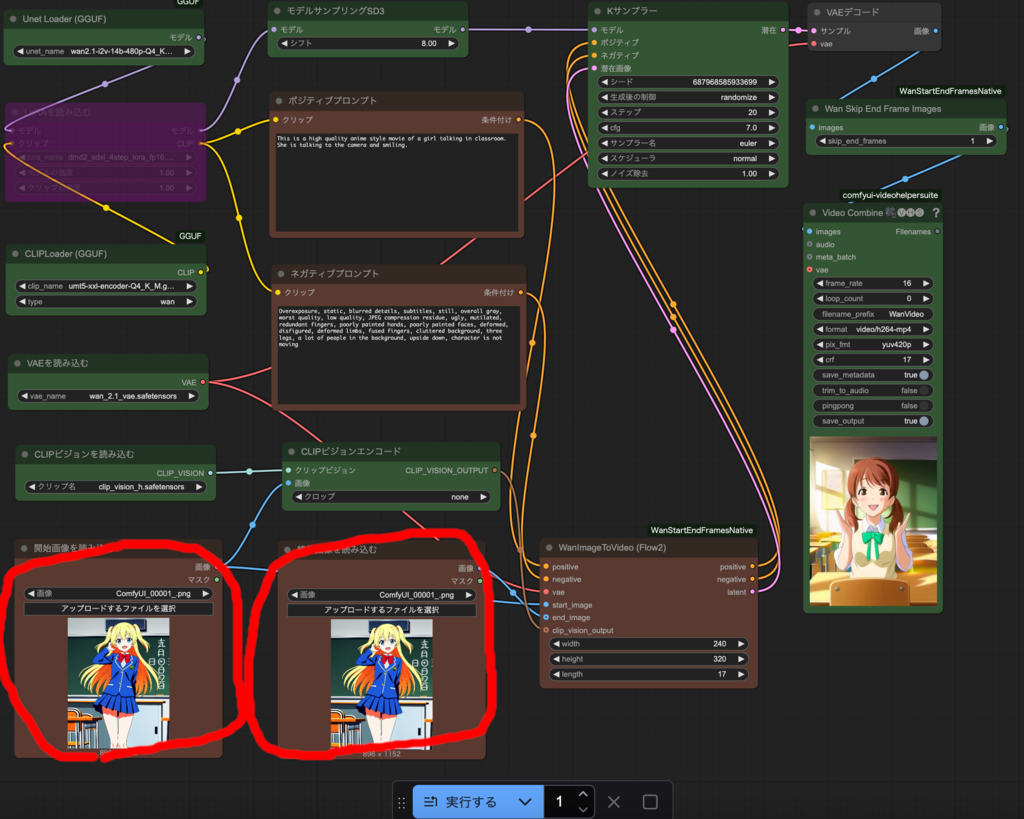 GGUF
Unet Loader (GGUF)
モデル
unet_name wan2.1-i2v-14b-480p-Q4_K...
モデル
クリップ
モデル
CLIP
dmd2_sdxl_4step_lora_fp16...
1.00
1.00
GGUF
CLIPLoader (GGUF)
CLIP
clip_name umt5-xxl-encoder-Q4_K_M.g...
type wan
VAEを読み込む
VAE
vae_name wan_2.1_vae.safetensors
CLIPビジョンを読み込む
CLIP_VISION
クリップ名 clip_vision_h.safetensors
開始画像を読み込
画像
マスク
画像 ComfyUI_00001_.png
アップロードするファイルを選択
モデルサンプリングSD3
モデル モデル
シフト 8.00
ポジティブプロンプト
クリップ 条件付け
This is a high quality anime style movie of a girl talking in classroom.
She is talking to the camera and smiling.
ネガティブプロンプト
クリップ 条件付け
Overexposure, static, blurred details, subtitles, still, overall gray,
worst quality, low quality, JPEG compression residue, ugly, mutilated,
redundant fingers, poorly painted hands, poorly painted faces, deformed,
disfigured, deformed limbs, fused fingers, cluttered background, three
legs, a lot of people in the background, upside down, character is not
moving
CLIPビジョンエンコード
クリップビジョン CLIP_VISION_OUTPUT
画像
クロップ none
画像を読み込む
画像
マスク
画像 ComfyUI_00001_.png
アップロードするファイルを選択
896 × 1152
Kサンプラー
モデル 潜在
ポジティブ
ネガティブ
潜在画像
シード 687968585933699
生成後の制御 randomize
ステップ 20
cfg 7.0
サンプラー名 euler
スケジューラ normal
ノイズ除去 1.00
WanStartEndFramesNative
WanImageToVideo (Flow2)
positive positive
negative negative
vae latent
start_image
end_image
clip_vision_output
width 240
height 320
length 17
VAEデコード
サンプル 画像
vae
WanStartEndFramesNative
Wan Skip End Frame Images
images 画像
skip_end_frames 1
comfyui-videohelpersuite
Video Combine 🎥🅥🅗🅢 ?
images Filenames
audio
meta_batch
vae
frame_rate 16
loop_count 0
filename_prefix WanVideo
format video/h264-mp4
pix_fmt yuv420p
crf 17
save_metadata true
trim_to_audio false
pingpong false
save_output true
実行する 1